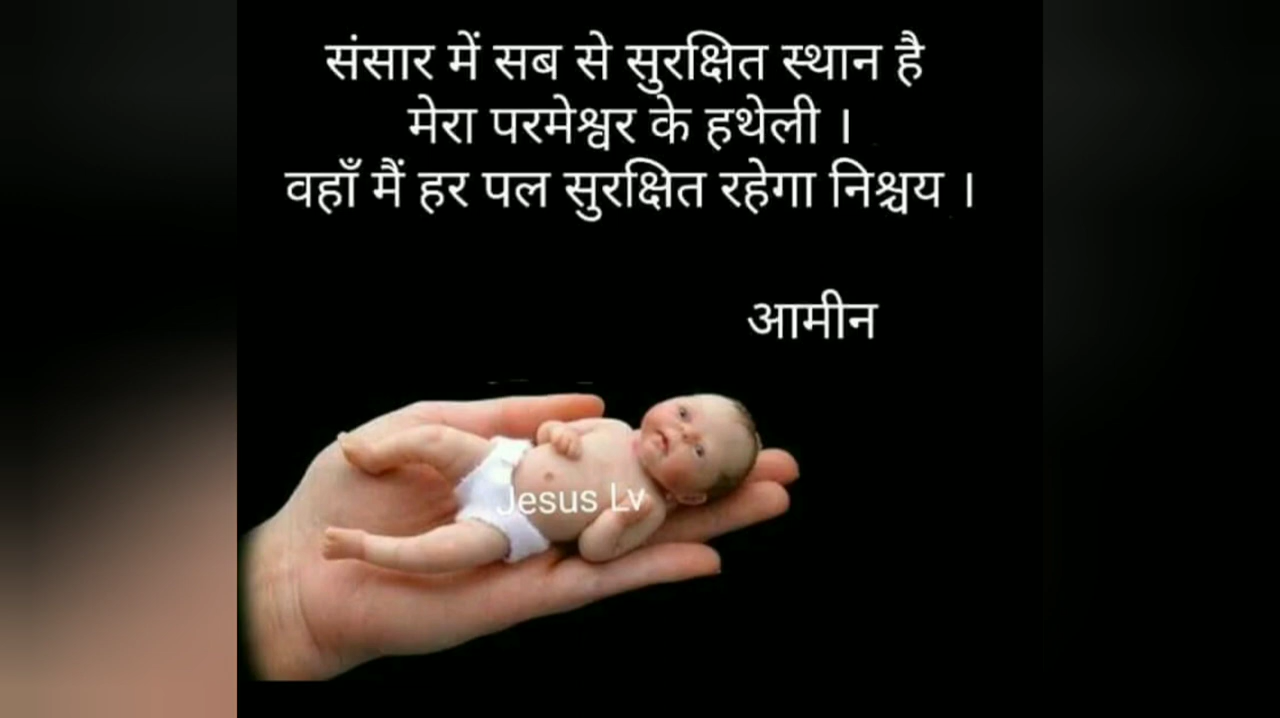 संसार में सब से सुरक्षित स्थान है
मेरा परमेश्वर के हथेली ।
वहाँ मैं हर पल सुरक्षित रहेगा निश्चय ।
आमीन
Jesus Lv